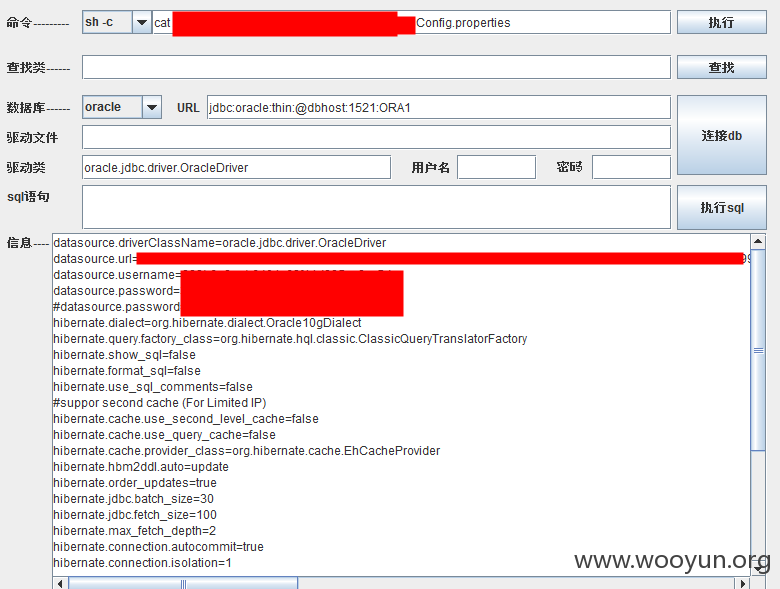 命令--------- sh -c cat Config.properties 执行
查找类------ 查找
数据库------ oracle URL jdbc:oracle:thin:@dbhost:1521:ORA1 连接db
驱动文件
驱动类 oracle.jdbc.driver.OracleDriver 用户名 密码
sql语句 执行sql
信息----
datasource.driverClassName=oracle.jdbc.driver.OracleDriver
datasource.url=
datasource.username=
datasource.password=
#datasource.password
hibernate.dialect=org.hibernate.dialect.Oracle10gDialect
hibernate.query.factory_class=org.hibernate.hql.classic.ClassicQueryTranslatorFactory
hibernate.show_sql=false
hibernate.format_sql=false
hibernate.use_sql_comments=false
#suppor second cache (For Limited IP)
hibernate.cache.use_second_level_cache=false
hibernate.cache.use_query_cache=false
hibernate.cache.provider_class=org.hibernate.cache.EhCacheProvider
hibernate.hbm2ddl.auto=update
hibernate.order_updates=true
hibernate.jdbc.batch_size=30
hibernate.jdbc.fetch_size=100
hibernate.max_fetch_depth=2
hibernate.connection.autocommit=true
hibernate.connection.isolation=1
www.wooyun.org